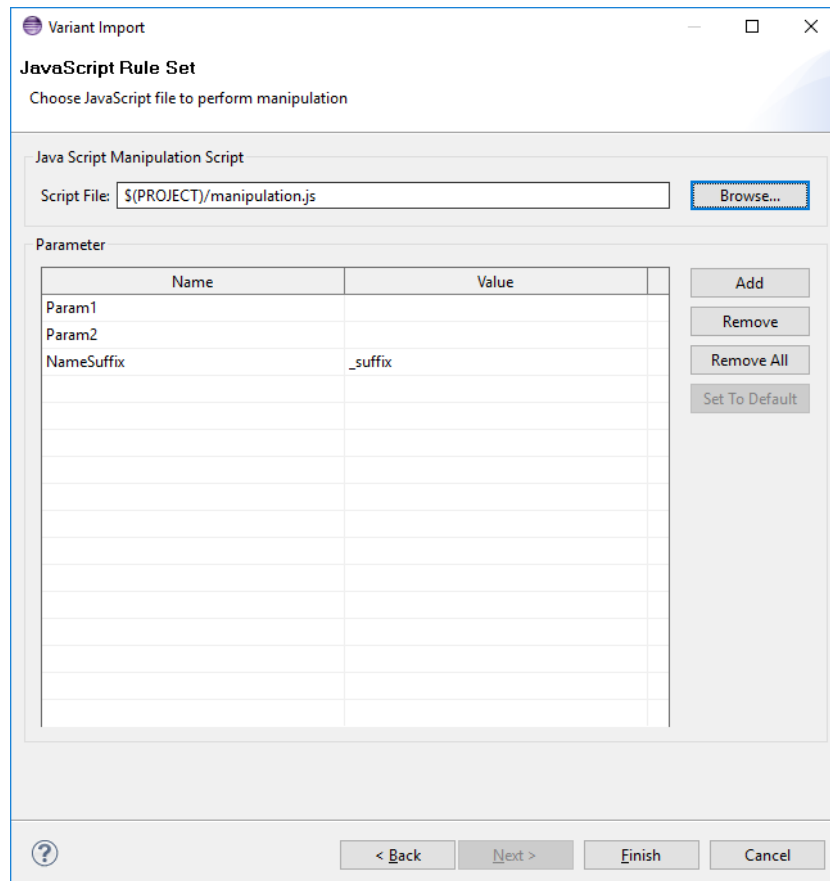 Variant Import
JavaScript Rule Set
Choose JavaScript file to perform manipulation
Java Script Manipulation Script
Script File: $(PROJECT)/manipulation.js Browse...
Parameter
Name Value
Add
Param1
Param2
Remove
NameSuffix _suffix
Remove All
Set To Default
? < Back Next > Finish Cancel